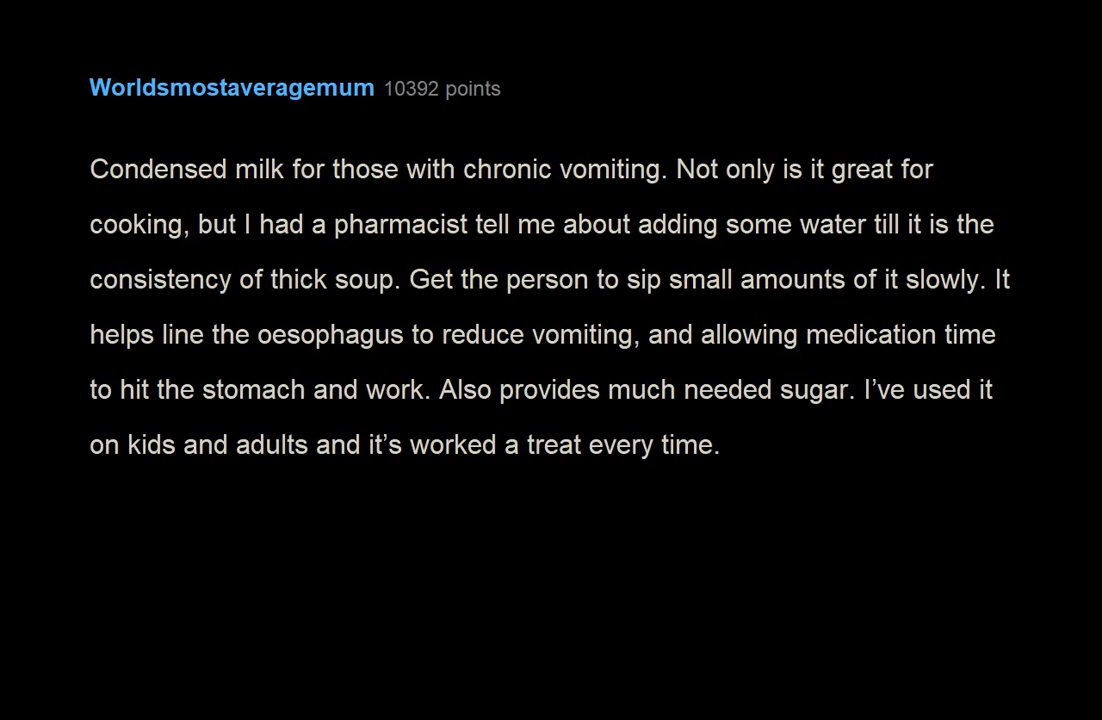 Worldsmostaveragemum 10392 points
Condensed milk for those with chronic vomiting. Not only is it great for
cooking, but I had a pharmacist tell me about adding some water till it is the
consistency of thick soup. Get the person to sip small amounts of it slowly. It
helps line the oesophagus to reduce vomiting, and allowing medication time
to hit the stomach and work. Also provides much needed sugar. I’ve used it
on kids and adults and it’s worked a treat every time.